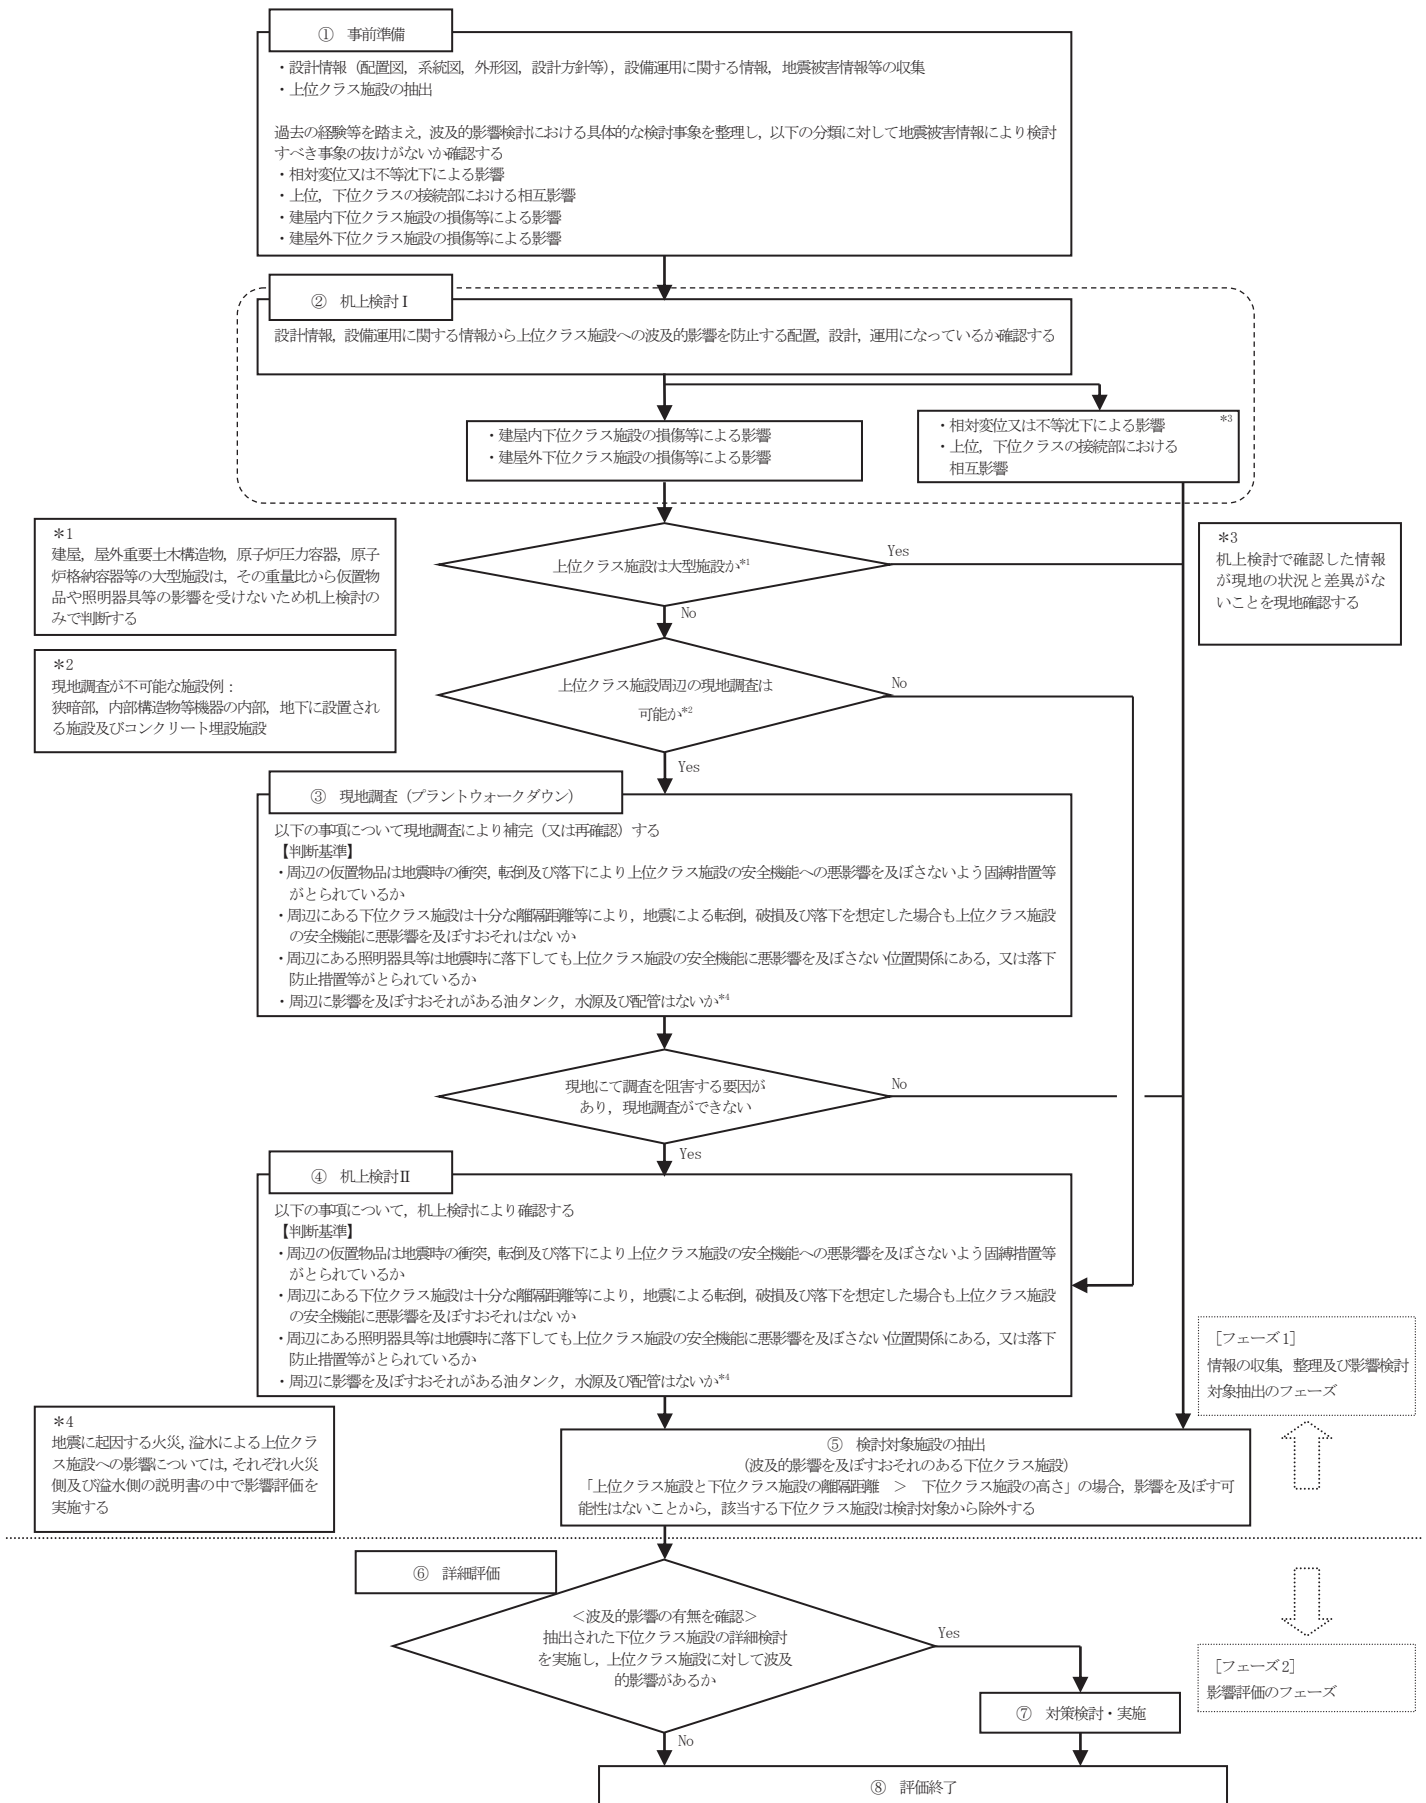 ① 事前準備
・設計情報（配置図，系統図，外形図，設計方針等），設備運用に関する情報，地震被害情報等の収集
・上位クラス施設の抽出
過去の経験等を踏まえ，波及的影響検討における具体的な検討事象を整理し，以下の分類に対して地震被害情報により検討
すべき事象の抜けがないか確認する
・相対変位又は不等沈下による影響
・上位，下位クラスの接続部における相互影響
・建屋内下位クラス施設の損傷等による影響
・建屋外下位クラス施設の損傷等による影響
② 机上検討Ⅰ
設計情報，設備運用に関する情報から上位クラス施設への波及的影響を防止する配置，設計，運用になっているか確認する
・建屋内下位クラス施設の損傷等による影響
・建屋外下位クラス施設の損傷等による影響
*3
・相対変位又は不等沈下による影響
・上位，下位クラスの接続部における
相互影響
＊1
建屋，屋外重要土木構造物，原子炉圧力容器，原子
炉格納容器等の大型施設は，その重量比から仮置物
品や照明器具等の影響を受けないため机上検討の
みで判断する
上位クラス施設は大型施設か*1
Yes
No
＊3
机上検討で確認した情報
が現地の状況と差異がな
いことを現地確認する
＊2
現地調査が不可能な施設例：
狭暗部，内部構造物等機器の内部，地下に設置され
る施設及びコンクリート埋設施設
上位クラス施設周辺の現地調査は
可能か*2
No
Yes
③ 現地調査（プラントウォークダウン）
以下の事項について現地調査により補完（又は再確認）する
【判断基準】
・周辺の仮置物品は地震時の衝突，転倒及び落下により上位クラス施設の安全機能への悪影響を及ぼさないよう固縛措置等
がとられているか
・周辺にある下位クラス施設は十分な離隔距離等により，地震による転倒，破損及び落下を想定した場合も上位クラス施設
の安全機能に悪影響を及ぼすおそれはないか
・周辺にある照明器具等は地震時に落下しても上位クラス施設の安全機能に悪影響を及ぼさない位置関係にある，又は落下
防止措置等がとられているか
・周辺に影響を及ぼすおそれがある油タンク，水源及び配管はないか*4
現地にて調査を阻害する要因が
あり，現地調査ができない
No
Yes
④ 机上検討Ⅱ
以下の事項について，机上検討により確認する
【判断基準】
・周辺の仮置物品は地震時の衝突，転倒及び落下により上位クラス施設の安全機能への悪影響を及ぼさないよう固縛措置等
がとられているか
・周辺にある下位クラス施設は十分な離隔距離等により，地震による転倒，破損及び落下を想定した場合も上位クラス施設
の安全機能に悪影響を及ぼすおそれはないか
・周辺にある照明器具等は地震時に落下しても上位クラス施設の安全機能に悪影響を及ぼさない位置関係にある，又は落下
防止措置等がとられているか
・周辺に影響を及ぼすおそれがある油タンク，水源及び配管はないか*4
［フェーズ1］
情報の収集，整理及び影響検討
対象抽出のフェーズ
＊4
地震に起因する火災，溢水による上位クラ
ス施設への影響については，それぞれ火災
側及び溢水側の説明書の中で影響評価を
実施する
⑤ 検討対象施設の抽出
（波及的影響を及ぼすおそれのある下位クラス施設）
「上位クラス施設と下位クラス施設の離隔距離 ＞ 下位クラス施設の高さ」の場合，影響を及ぼす可
能性はないことから，該当する下位クラス施設は検討対象から除外する
⑥ 詳細評価
＜波及的影響の有無を確認＞
抽出された下位クラス施設の詳細検討
を実施し，上位クラス施設に対して波及
的影響があるか
Yes
No
［フェーズ2］
影響評価のフェーズ
⑦ 対策検討・実施
⑧ 評価終了